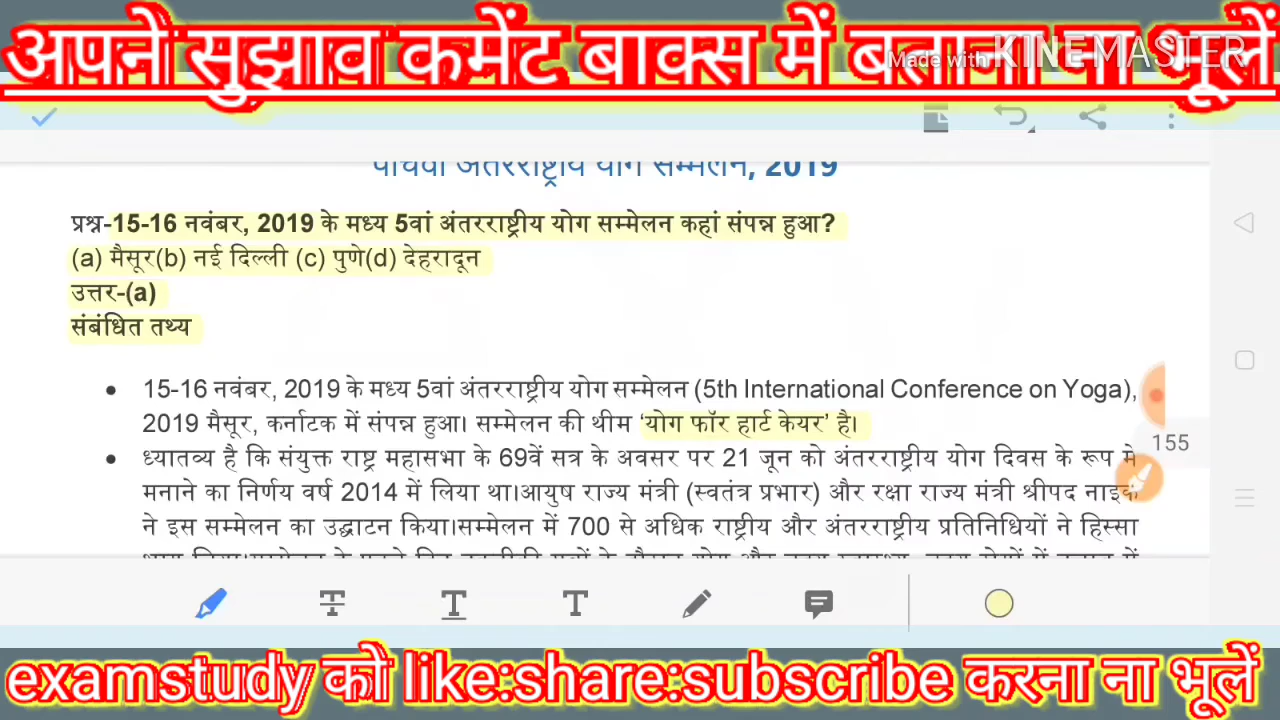 अपने सुझाव कमेंट बाक्स में बताना ना भूलें
Made with KINEMASTER
पांचवां अंतरराष्ट्रीय योग सम्मेलन, 2019
प्रश्न-15-16 नवंबर, 2019 के मध्य 5वां अंतरराष्ट्रीय योग सम्मेलन कहां संपन्न हुआ?
(a) मैसूर(b) नई दिल्ली (c) पुणे(d) देहरादून
उत्तर-(a)
संबंधित तथ्य
15-16 नवंबर, 2019 के मध्य 5वां अंतरराष्ट्रीय योग सम्मेलन (5th International Conference on Yoga),
2019 मैसूर, कर्नाटक में संपन्न हुआ। सम्मेलन की थीम ‘योग फॉर हार्ट केयर’ है।
155
ध्यातव्य है कि संयुक्त राष्ट्र महासभा के 69वें सत्र के अवसर पर 21 जून को अंतरराष्ट्रीय योग दिवस के रूप मे
मनाने का निर्णय वर्ष 2014 में लिया था।आयुष राज्य मंत्री (स्वतंत्र प्रभार) और रक्षा राज्य मंत्री श्रीपद नाइक
ने इस सम्मेलन का उद्घाटन किया।सम्मेलन में 700 से अधिक राष्ट्रीय और अंतरराष्ट्रीय प्रतिनिधियों ने हिस्सा
examstudy को like:share:subscribe करना ना भूलें